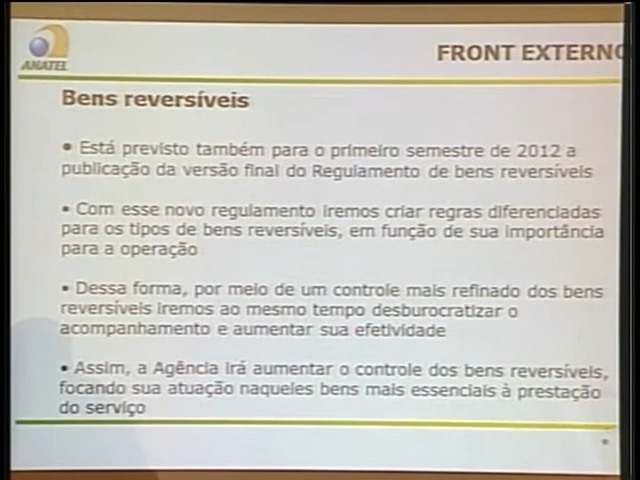 ANATEL
FRONT EXTERNO
Bens reversíveis
• Está previsto também para o primeiro semestre de 2012 a
publicação da versão final do Regulamento de bens reversíveis
• Com esse novo regulamento iremos criar regras diferenciadas
para os tipos de bens reversíveis, em função de sua importância
para a operação
• Dessa forma, por meio de um controle mais refinado dos bens
reversíveis iremos ao mesmo tempo desburocratizar o
acompanhamento e aumentar sua efetividade
• Assim, a Agência irá aumentar o controle dos bens reversíveis,
focando sua atuação naqueles bens mais essenciais à prestação
do serviço